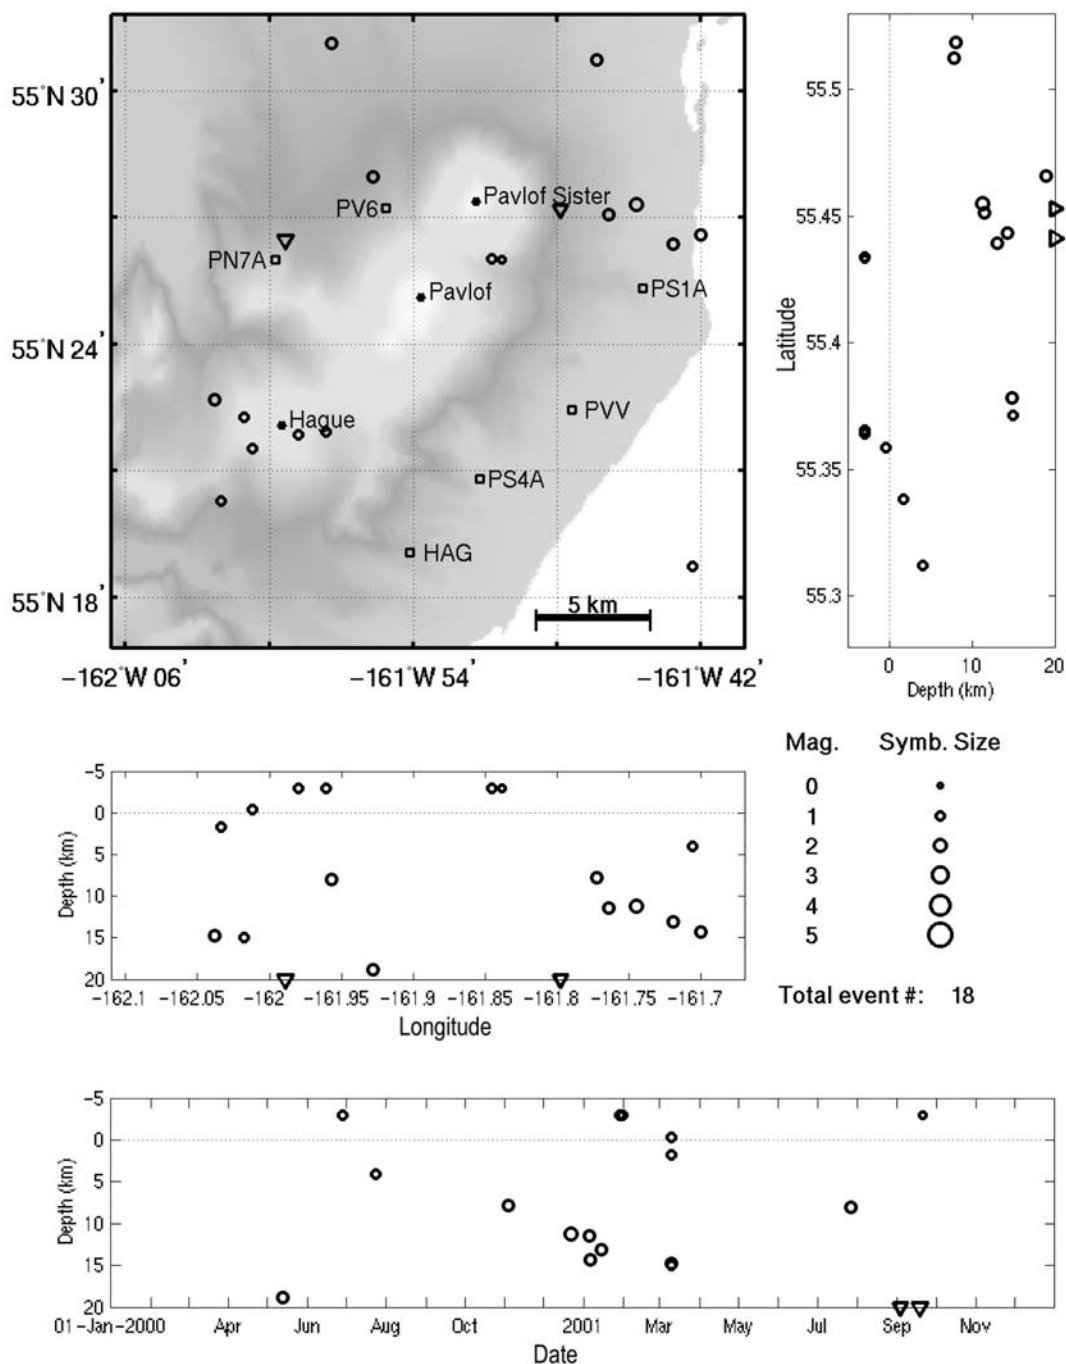 55°N 30'
55°N 24'
55°N 18'
−162°W 06'
−161°W 54'
−161°W 42'
Pavlof Sister
PV6
PN7A
Pavlof
PS1A
Hague
PVV
PS4A
HAG
5 km
55.5
55.45
55.4
55.35
55.3
Latitude
0 10 20
Depth (km)
Mag. Symb. Size
0
1
2
3
4
5
Total event #: 18
−5
0
5
10
15
20
Depth (km)
−162.1 −162.05 −162 −161.95 −161.9 −161.85 −161.8 −161.75 −161.7
Longitude
−5
0
5
10
15
20
Depth (km)
01−Jan−2000 Apr Jun Aug Oct 2001 Mar May Jul Sep Nov
Date